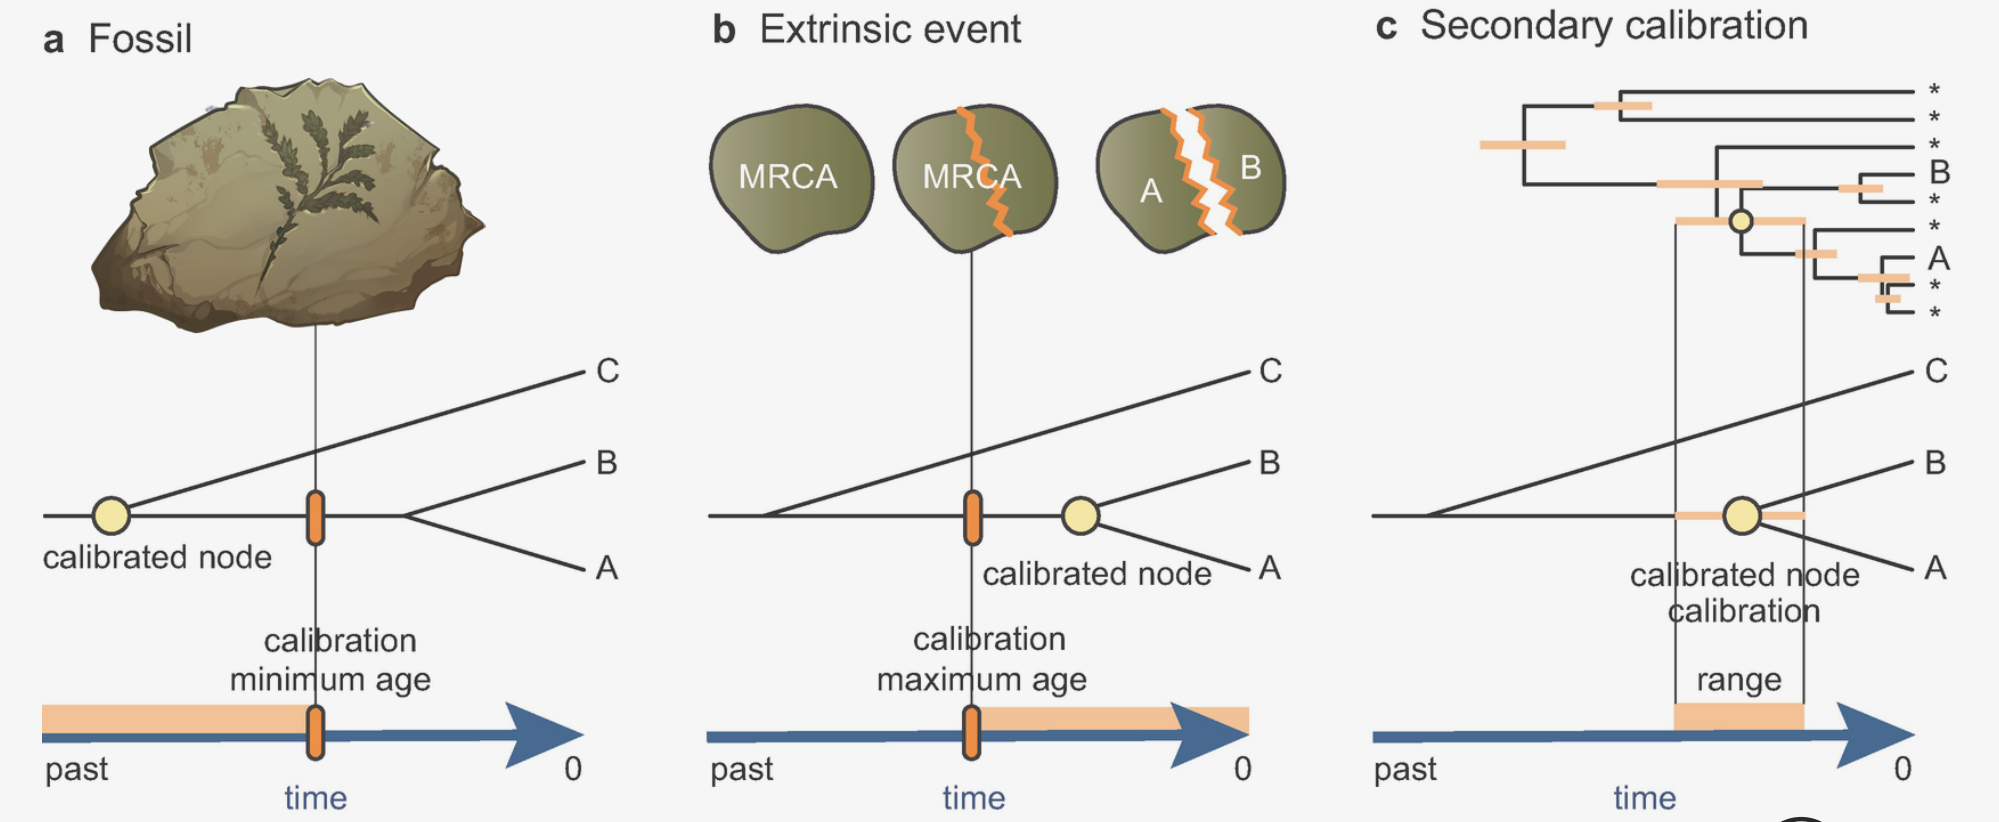 a Fossil
C
B
calibrated node
A
calibration
minimum age
past
0
time
b Extrinsic event
MRCA
MRCA
A
B
C
B
calibrated node
A
calibration
maximum age
past
0
time
c Secondary calibration
*
*
*
B
*
*
A
*
*
C
B
A
calibrated node
calibration
range
past
0
time